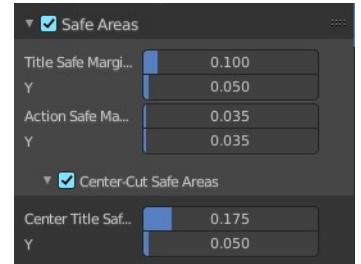 Safe Areas
Title Safe Margi... 0.100
Y 0.050
Action Safe Ma... 0.035
Y 0.035
Center-Cut Safe Areas
Center Title Saf... 0.175
Y 0.050